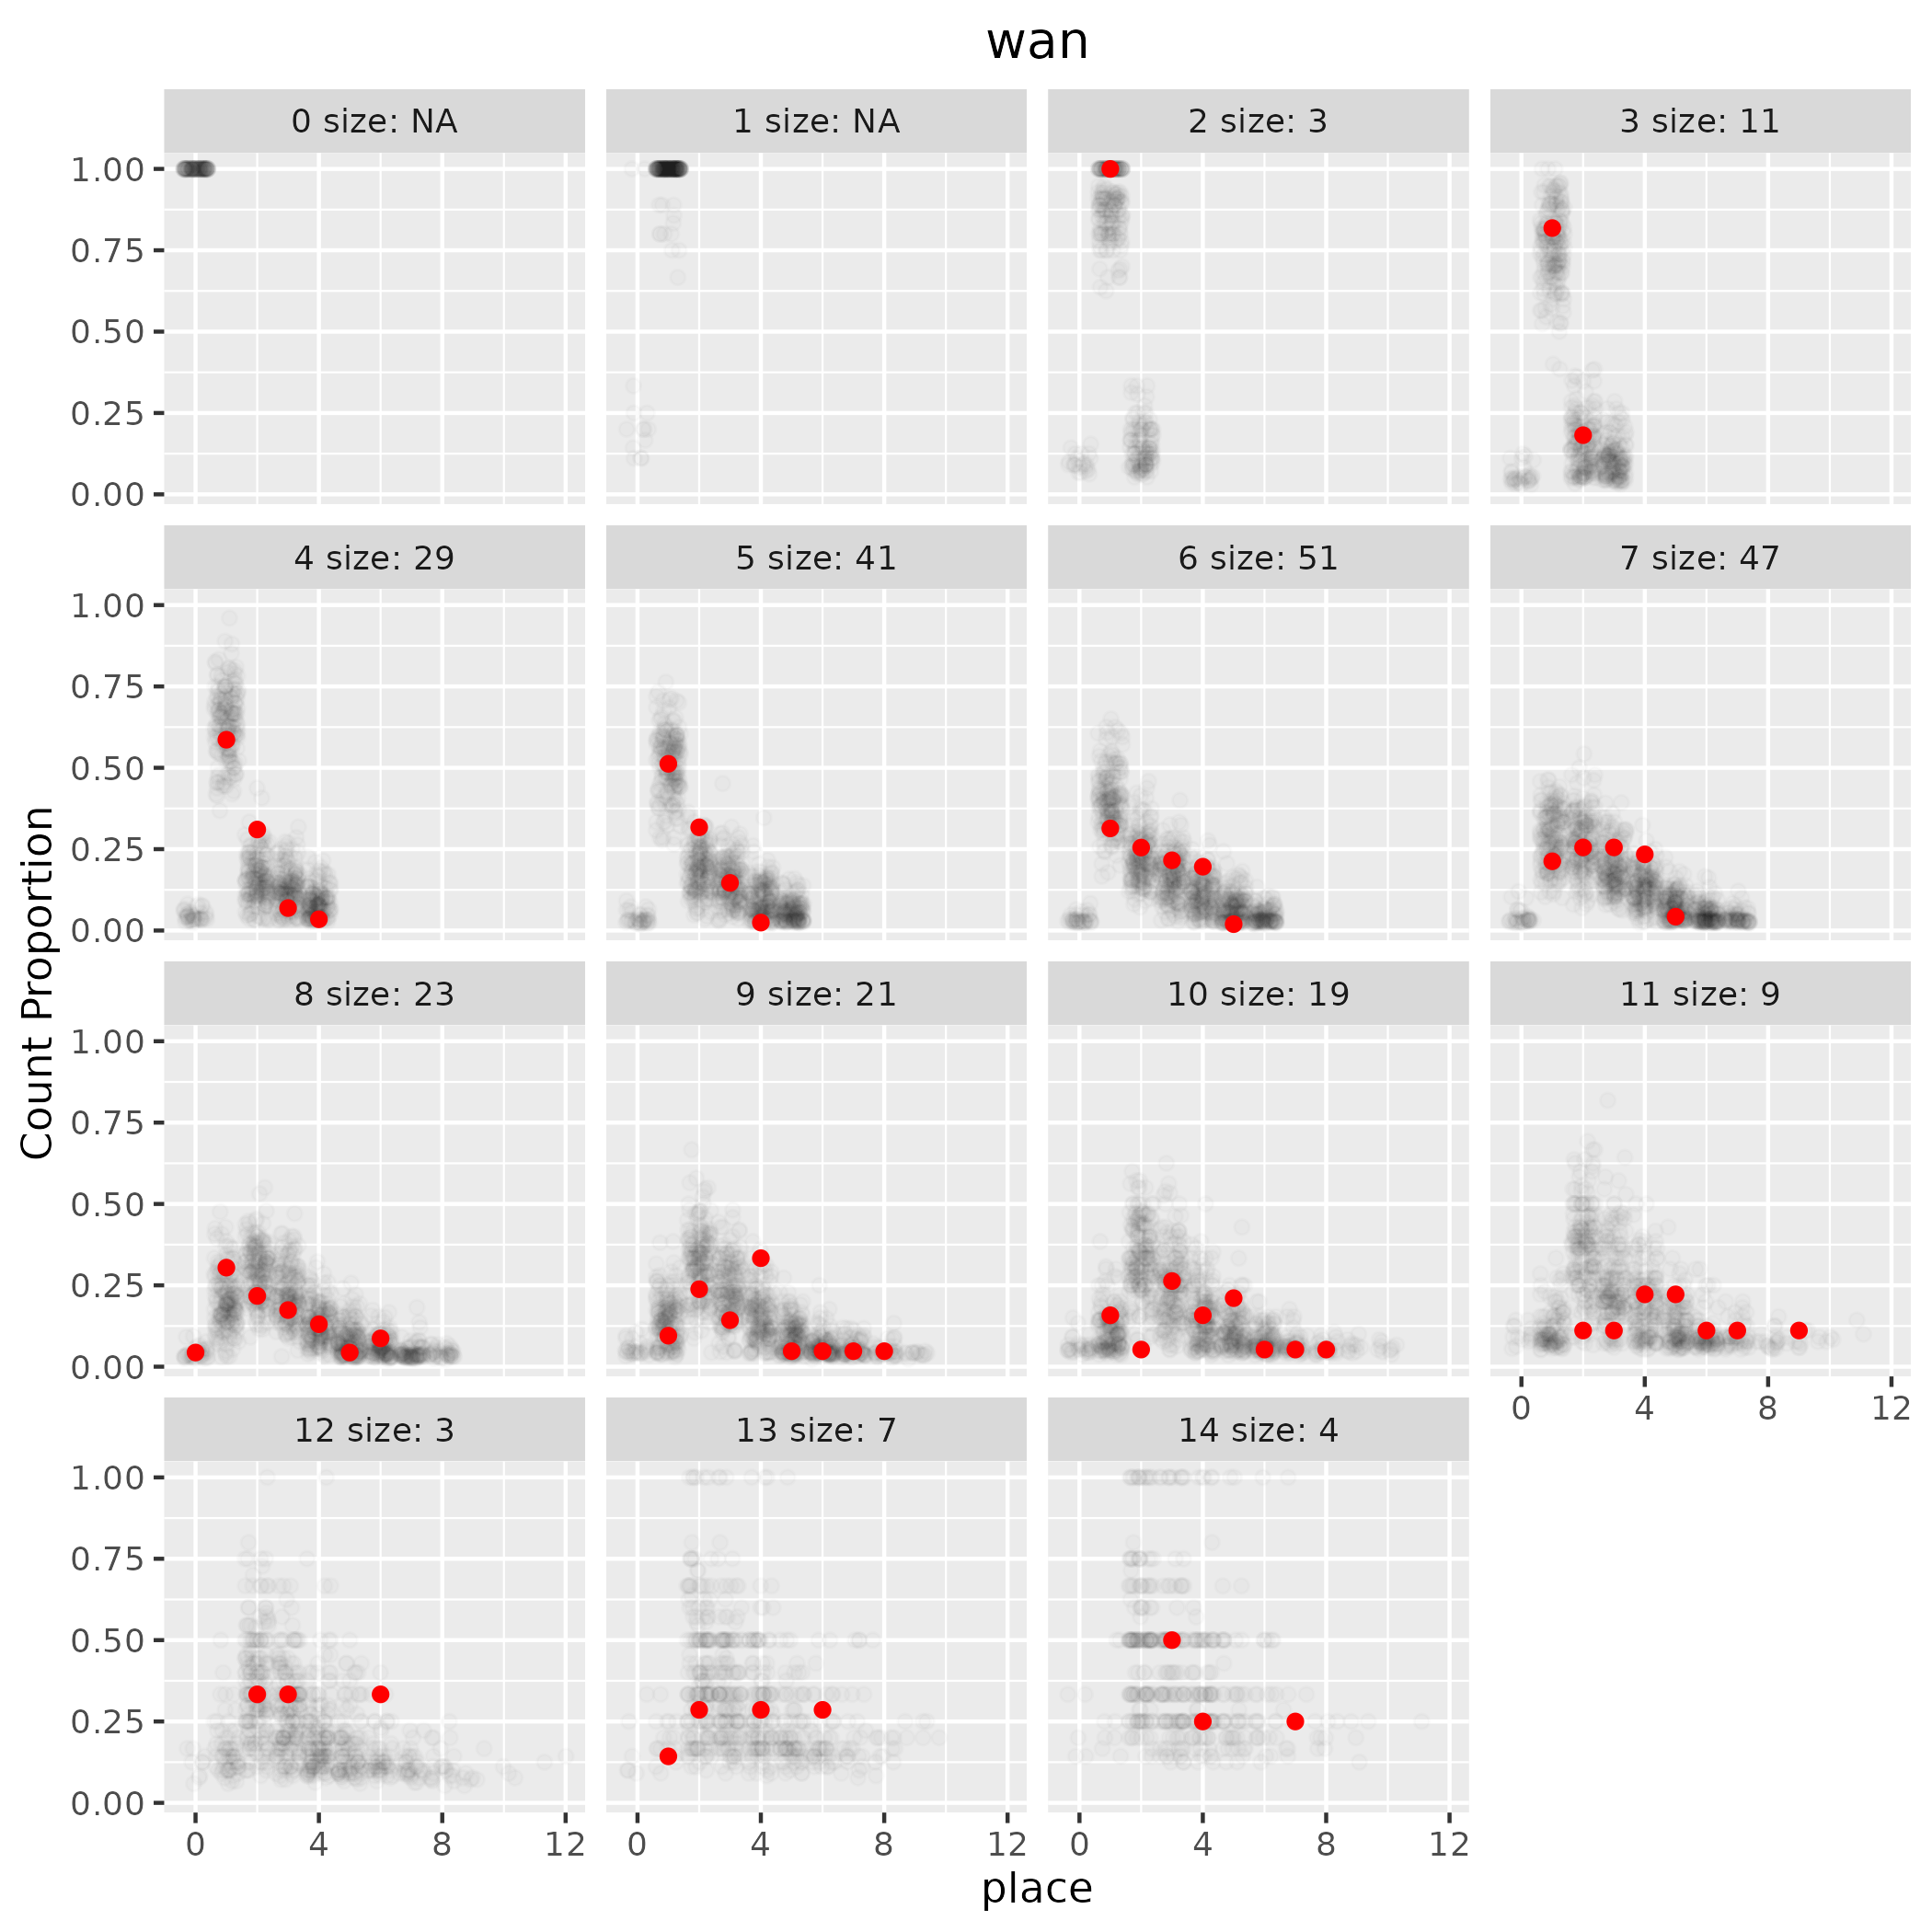 wan
0 size: NA 1 size: NA 2 size: 3 3 size: 11
1.00
0.75
0.50
0.25
0.00
4 size: 29 5 size: 41 6 size: 51 7 size: 47
1.00
0.75
0.50
0.25
0.00
Count Proportion
8 size: 23 9 size: 21 10 size: 19 11 size: 9
1.00
0.75
0.50
0.25
0.00
0 4 8 12
12 size: 3 13 size: 7 14 size: 4
1.00
0.75
0.50
0.25
0.00
0 4 8 12 0 4 8 12 0 4 8 12
place